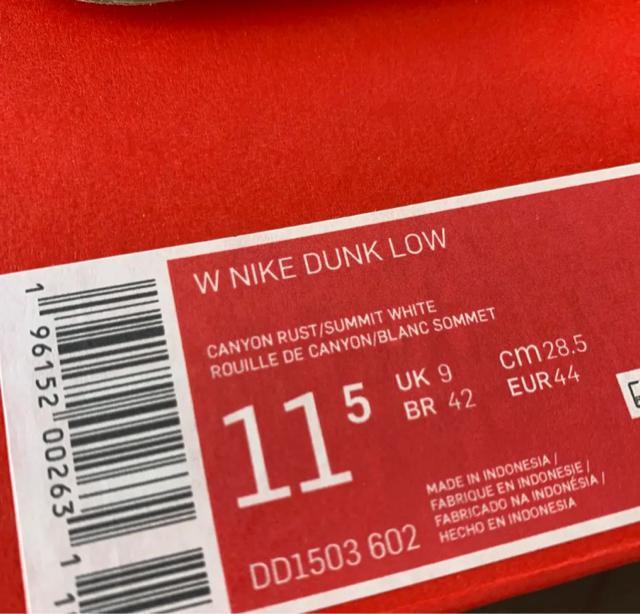 W NIKE DUNK LOW
CANYON RUST/SUMMIT WHITE
ROUILLE DE CANYON/BLANC SOMMET
11 5
UK 9 cm 28.5
BR 42 EUR 44
MADE IN INDONESIA /
FABRIQUE EN INDONESIE /
FABRICADO NA INDONÉSIA /
HECHO EN INDONESIA
DD1503 602
1 96152 00263 1